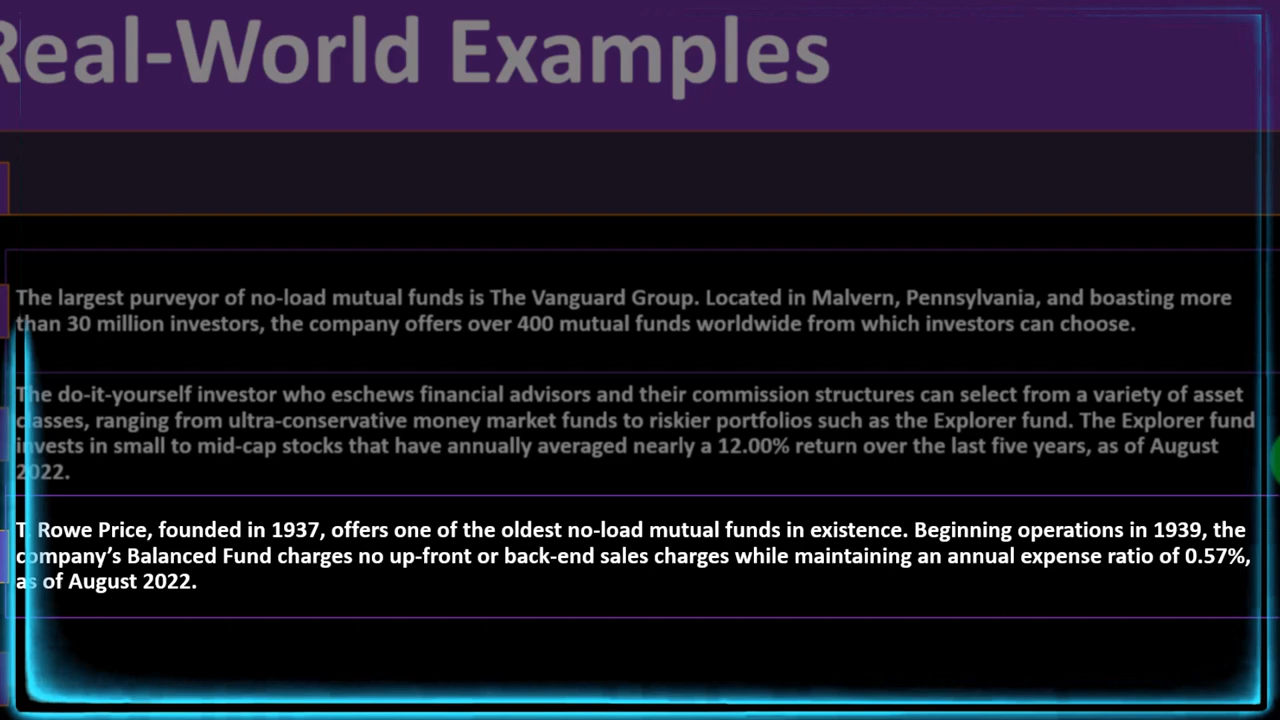 Real-World Examples
The largest purveyor of no-load mutual funds is The Vanguard Group. Located in Malvern, Pennsylvania, and boasting more
than 30 million investors, the company offers over 400 mutual funds worldwide from which investors can choose.
The do-it-yourself investor who eschews financial advisors and their commission structures can select from a variety of asset
classes, ranging from ultra-conservative money market funds to riskier portfolios such as the Explorer fund. The Explorer fund
invests in small to mid-cap stocks that have annually averaged nearly a 12.00% return over the last five years, as of August
2022.
T. Rowe Price, founded in 1937, offers one of the oldest no-load mutual funds in existence. Beginning operations in 1939, the
company’s Balanced Fund charges no up-front or back-end sales charges while maintaining an annual expense ratio of 0.57%,
as of August 2022.